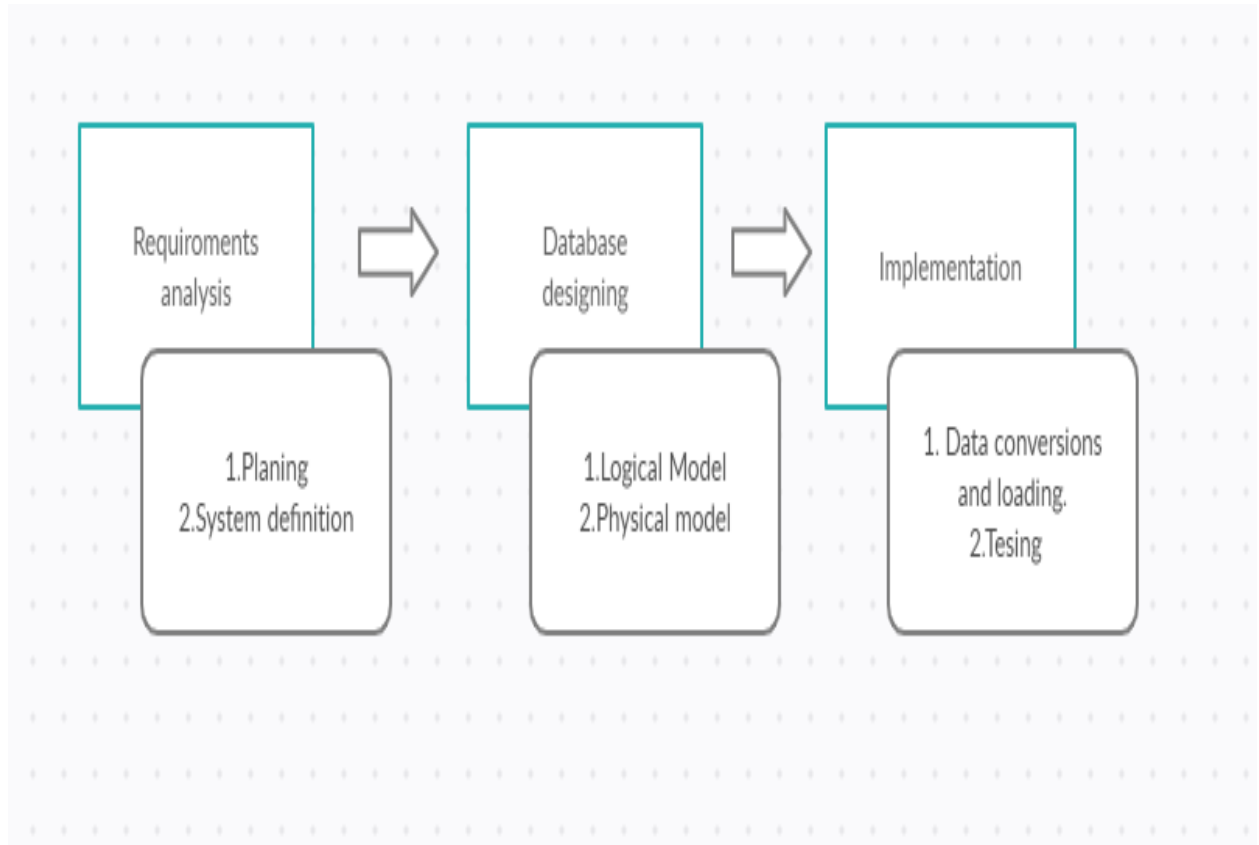 Requiroments
analysis
Database
designing
Implementation
1.Planing
2.System definition
1.Logical Model
2.Physical model
1. Data conversions
and loading.
2.Tesing